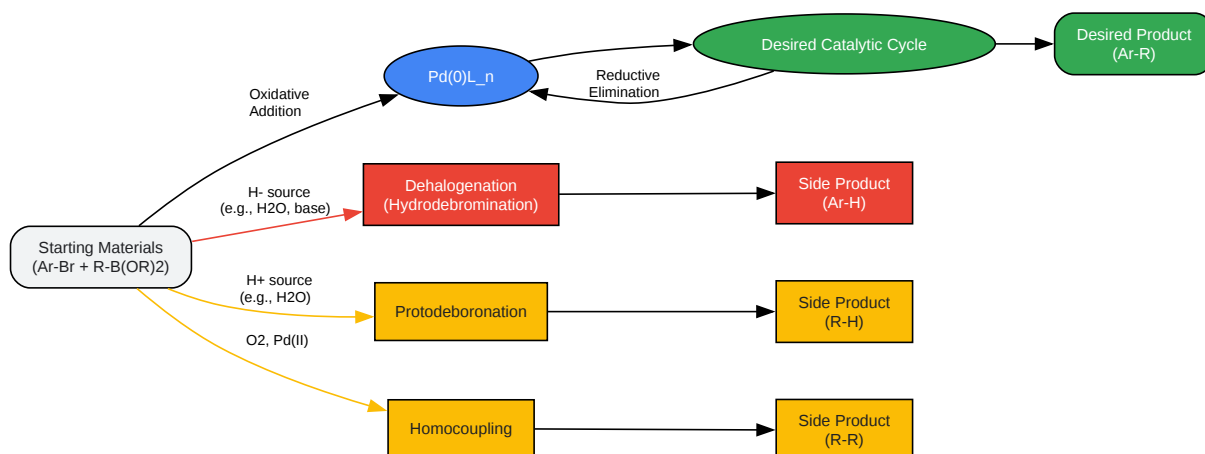 Desired Product
(Ar-R)
Desired Catalytic Cycle
Pd(0)L_n
Reductive
Elimination
Oxidative
Addition
Dehalogenation
(Hydrodebromination)
Side Product
(Ar-H)
H- source
(e.g., H2O, base)
Starting Materials
(Ar-Br + R-B(OR)2)
H+ source
(e.g., H2O)
Protodeboronation
Side Product
(R-H)
O2, Pd(II)
Homocoupling
Side Product
(R-R)